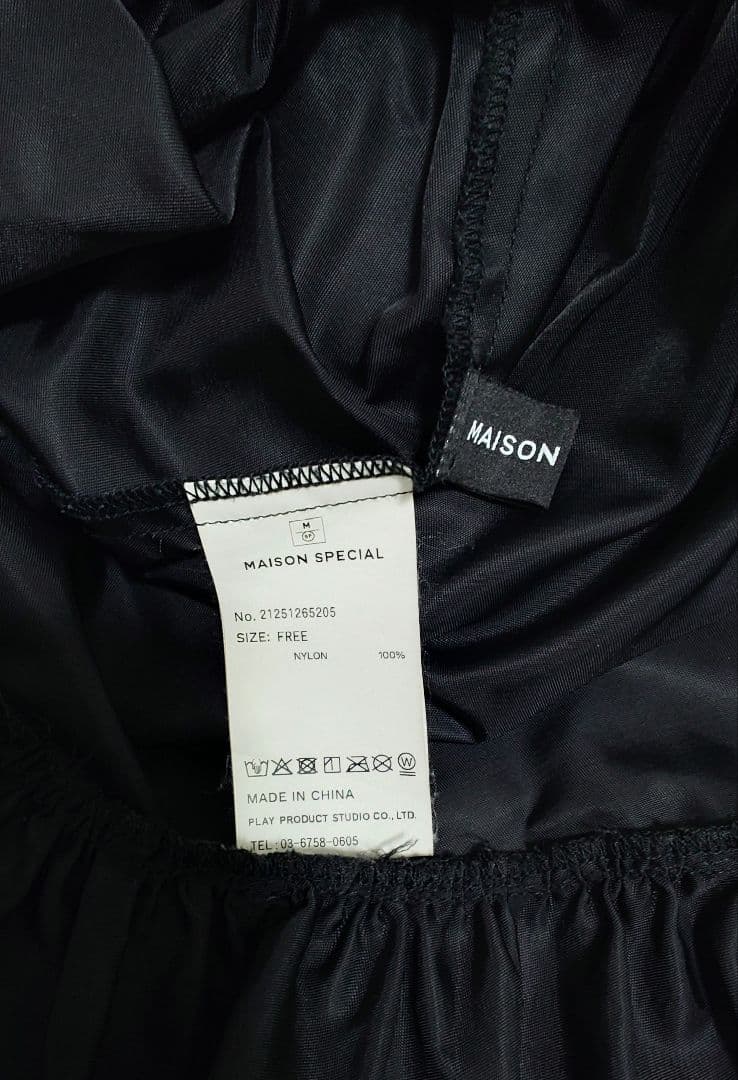 MAISON
M
SP
MAISON SPECIAL
No. 21251265205
SIZE: FREE
NYLON 100%
W
MADE IN CHINA
PLAY PRODUCT STUDIO CO., LTD.
TEL: 03-6758-0605